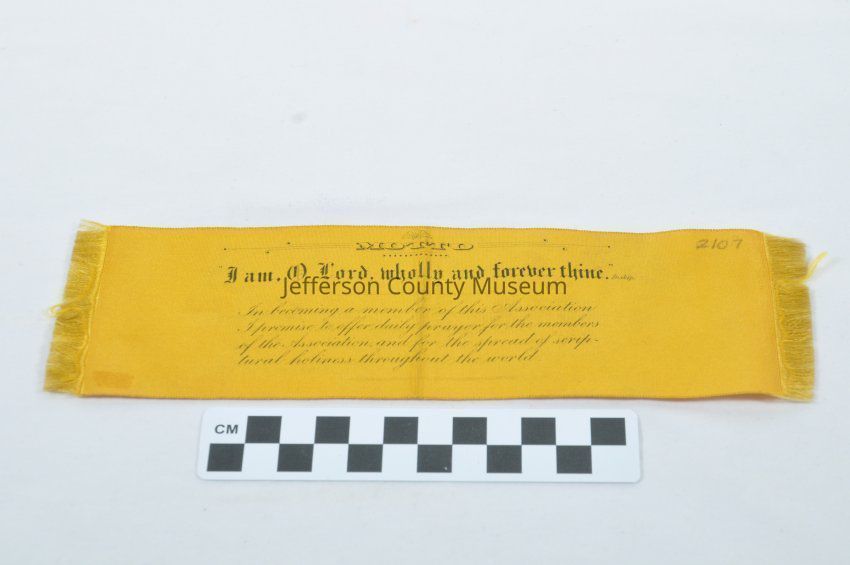 2107
MOTTO
"I am, O, Lord, wholly and forever thine."
Jefferson County Museum
In becoming a member of this Association
I promise to offer daily prayer for the members
of the Association, and for the spread of scrip-
tural holiness throughout the world
CM